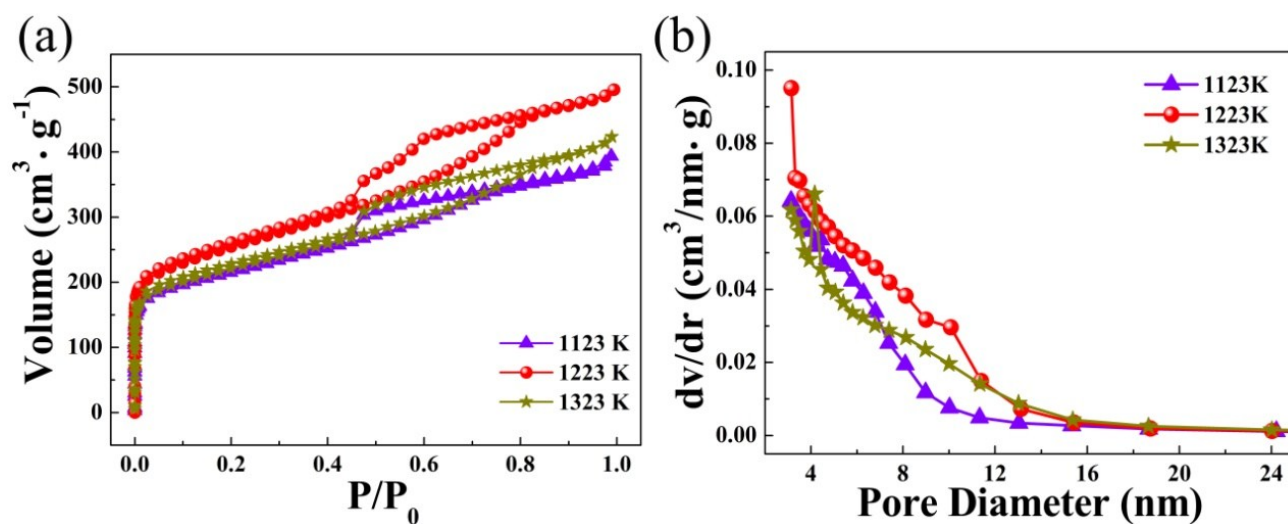 (a)
Volume (cm³ · g⁻¹)
500
400
300
200
100
0
1123 K
1223 K
1323 K
0.0 0.2 0.4 0.6 0.8 1.0
P/P₀
(b)
dv/dr (cm³/nm· g)
0.10
0.08
0.06
0.04
0.02
0.00
1123K
1223K
1323K
4 8 12 16 20 24
Pore Diameter (nm)